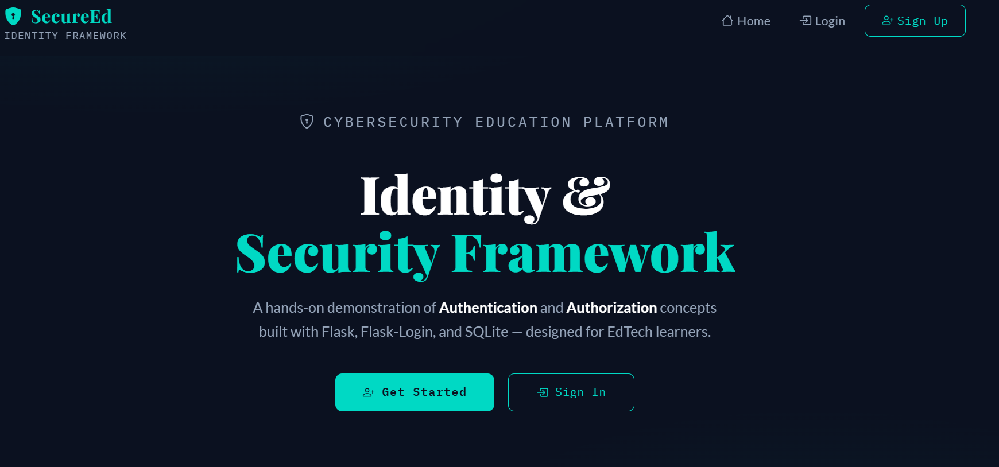 SecureEd
IDENTITY FRAMEWORK
Home
Login
Sign Up
CYBERSECURITY EDUCATION PLATFORM
Identity &
Security Framework
A hands-on demonstration of Authentication and Authorization concepts
built with Flask, Flask-Login, and SQLite — designed for EdTech learners.
Get Started
Sign In